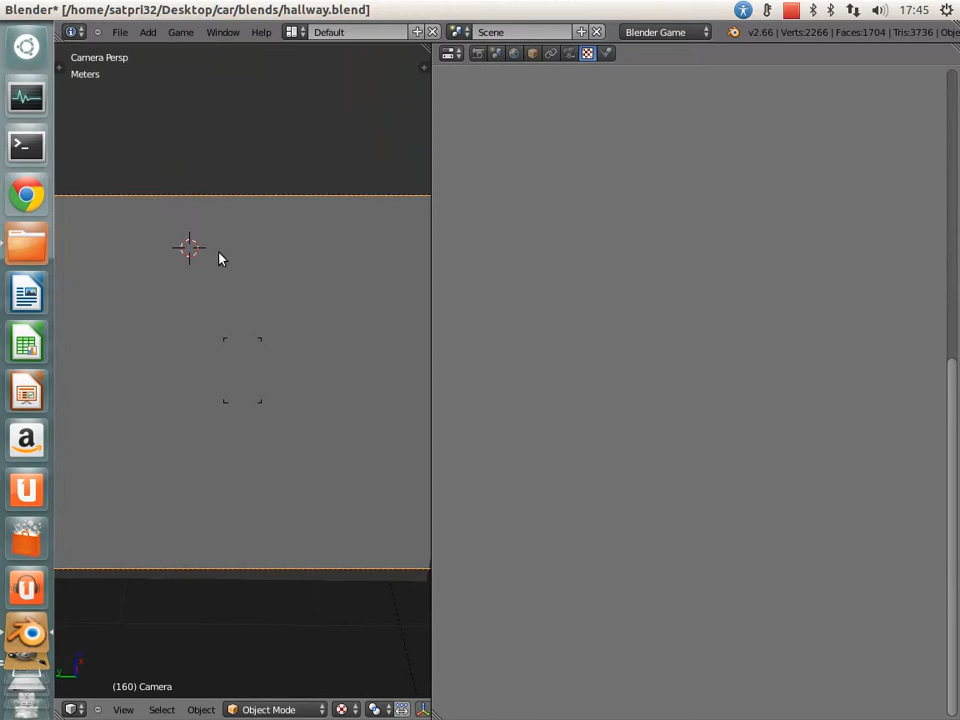 Blender* [/home/satpri32/Desktop/car/blends/hallway.blend]
17:45
File Add Game Window Help Default Scene Blender Game v2.66 | Verts:2266 | Faces:1704 | Tris:3736 | Obje
Camera Persp
Meters
(160) Camera
View Select Object Object Mode